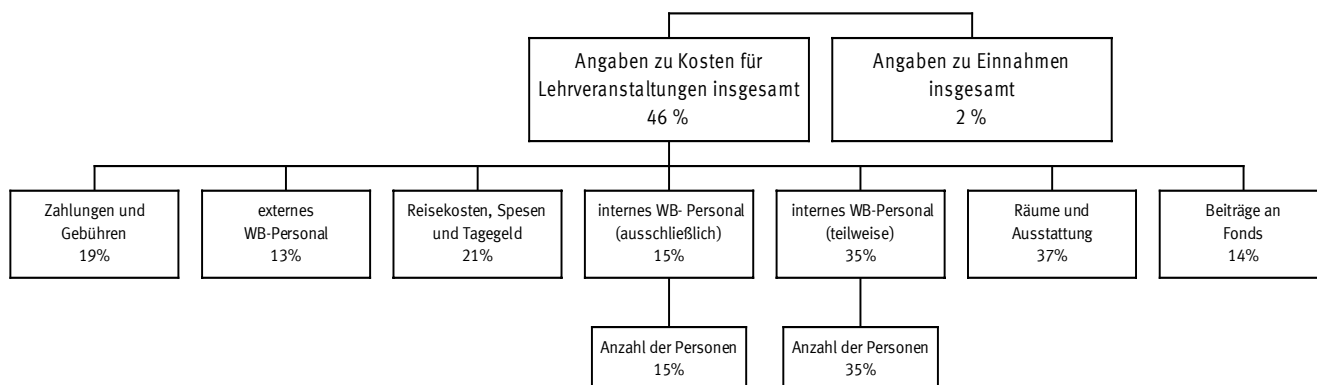 Angaben zu Kosten für
Lehrveranstaltungen insgesamt
46 %
Angaben zu Einnahmen
insgesamt
2 %
Zahlungen und
Gebühren
19%
externes
WB-Personal
13%
Reisekosten, Spesen
und Tagegeld
21%
internes WB- Personal
(ausschließlich)
15%
internes WB-Personal
(teilweise)
35%
Räume und
Ausstattung
37%
Beiträge an
Fonds
14%
Anzahl der Personen
15%
Anzahl der Personen
35%